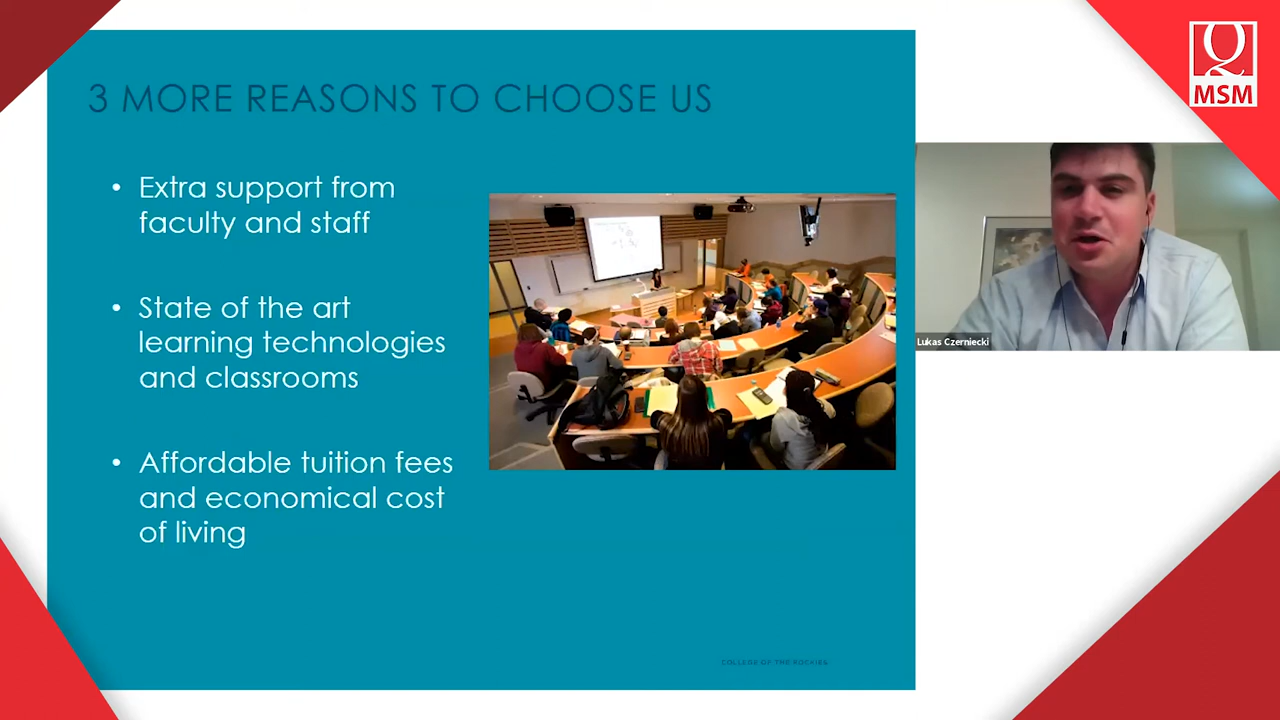 3 MORE REASONS TO CHOOSE US
• Extra support from
faculty and staff
• State of the art
learning technologies
and classrooms
• Affordable tuition fees
and economical cost
of living
COLLEGE OF THE ROCKIES
Q
MSM
Lukas Czerniecki